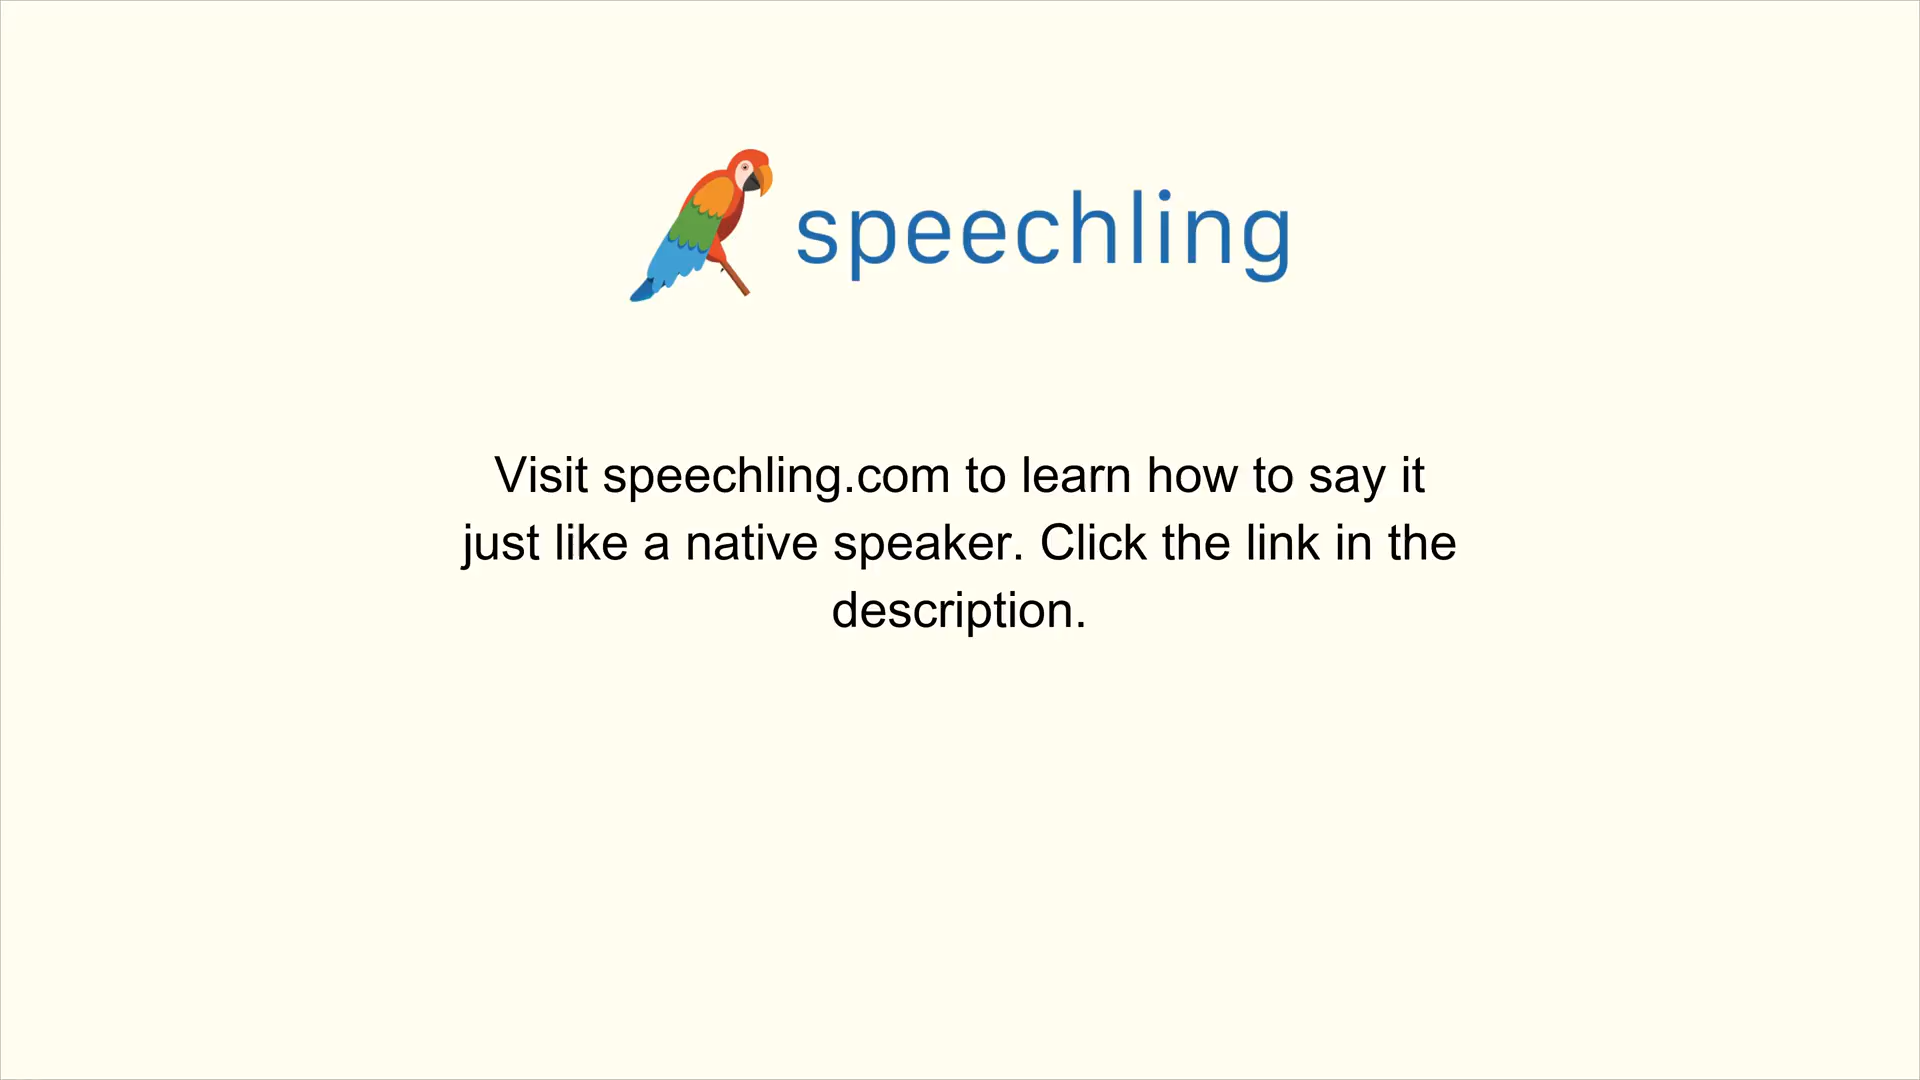 speechling
Visit speechling.com to learn how to say it
just like a native speaker. Click the link in the
description.